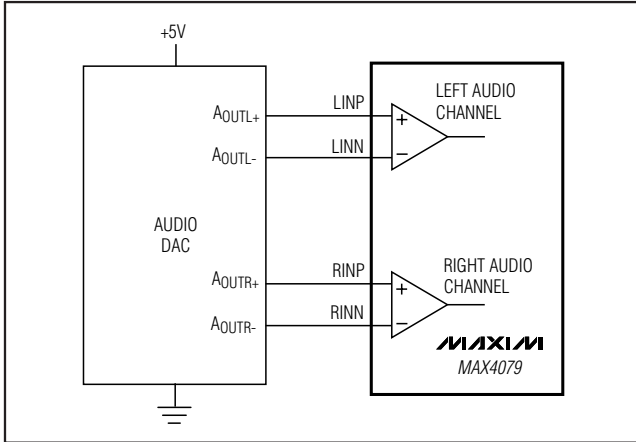 +5V
LEFT AUDIO
CHANNEL
AOUTL+
LINP
+
AOUTL-
LINN
−
AUDIO
DAC
RIGHT AUDIO
CHANNEL
AOUTR+
RINP
+
AOUTR-
RINN
−
MAXIM
MAX4079